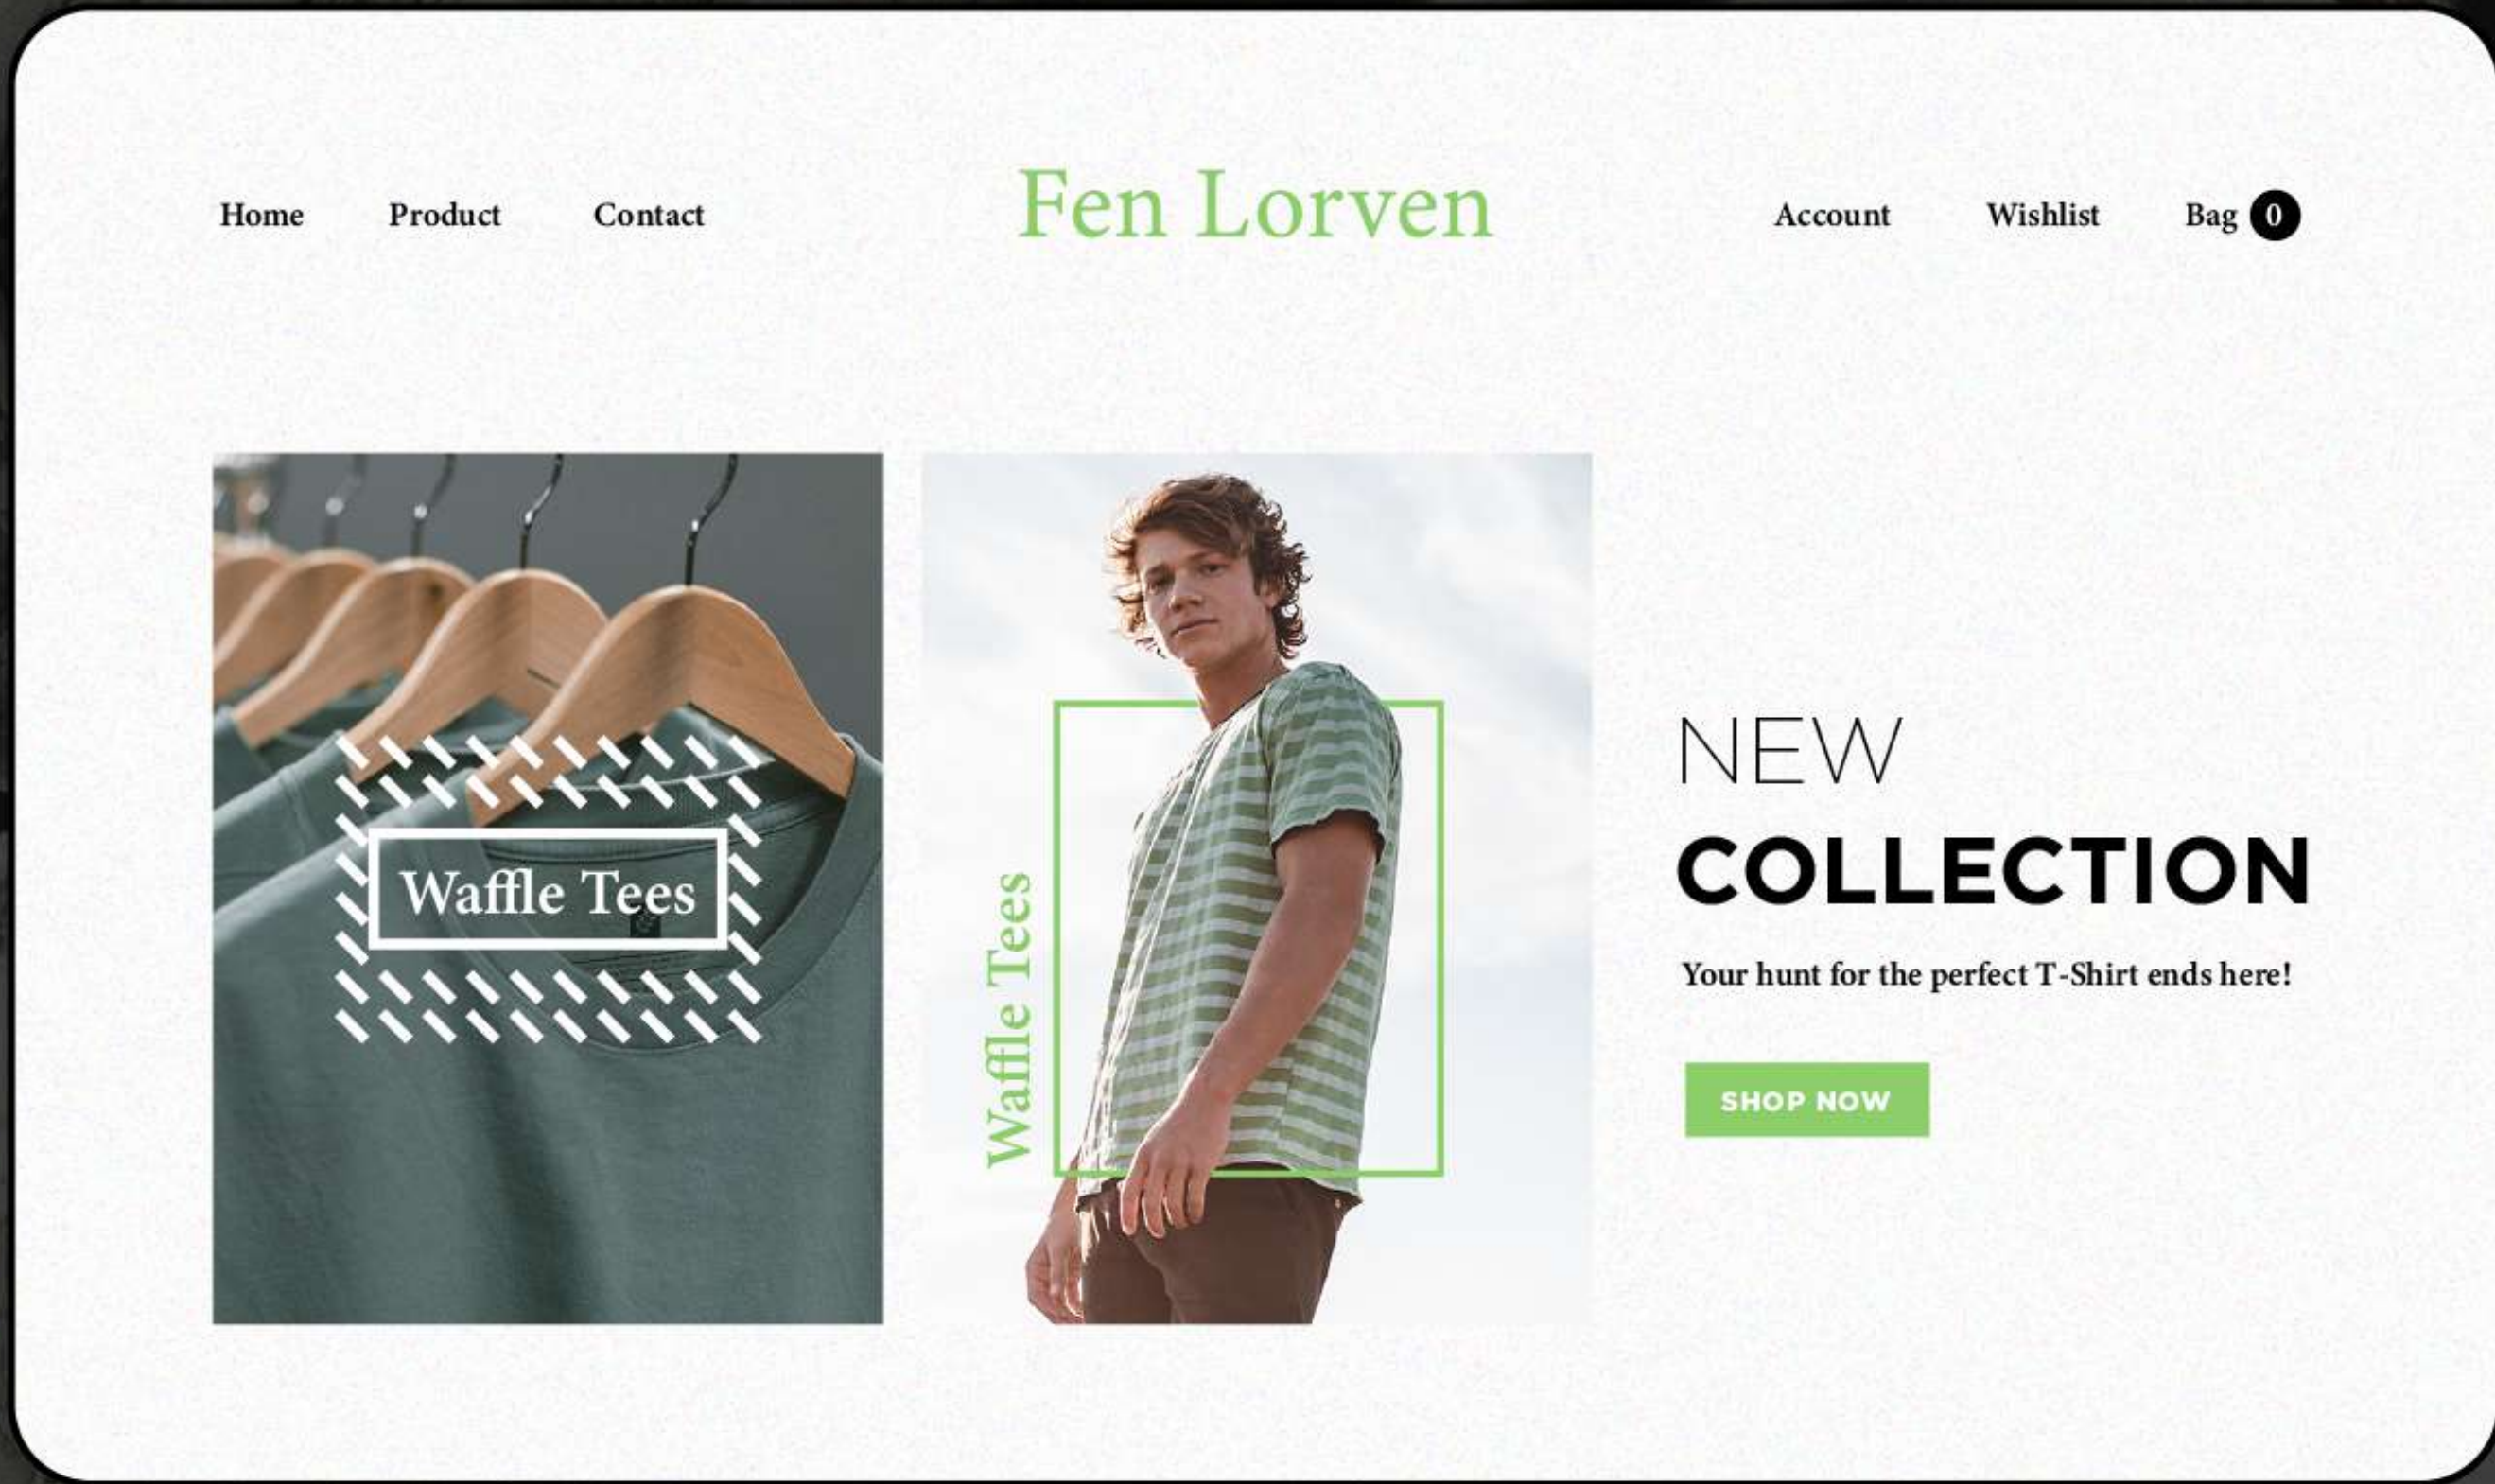 Home Product Contact
Fen Lorven
Account Wishlist Bag 0
Waffle Tees
Waffle Tees
NEW
COLLECTION
Your hunt for the perfect T-Shirt ends here!
SHOP NOW